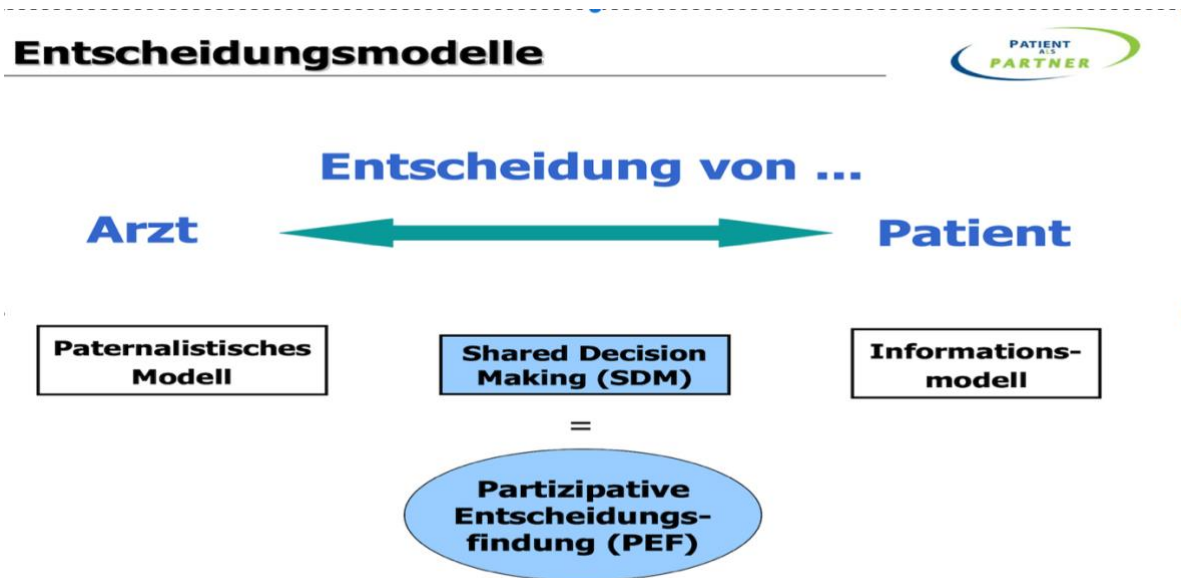 Entscheidungsmodelle
PATIENT
ALS
PARTNER
Entscheidung von ...
Arzt
Patient
Paternalistisches
Modell
Shared Decision
Making (SDM)
Informations-
modell
=
Partizipative
Entscheidungs-
findung (PEF)